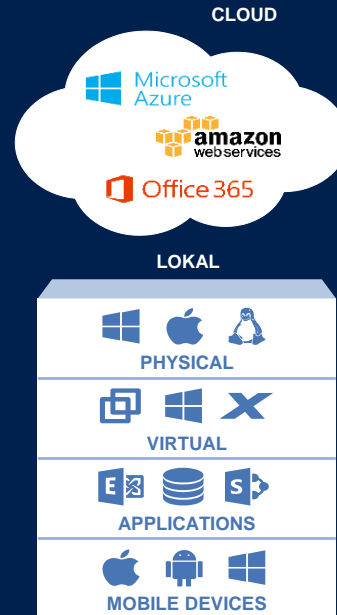 CLOUD
Microsoft
Azure
amazon
webservices
Office 365
LOKAL
PHYSICAL
VIRTUAL
E
S
APPLICATIONS
MOBILE DEVICES